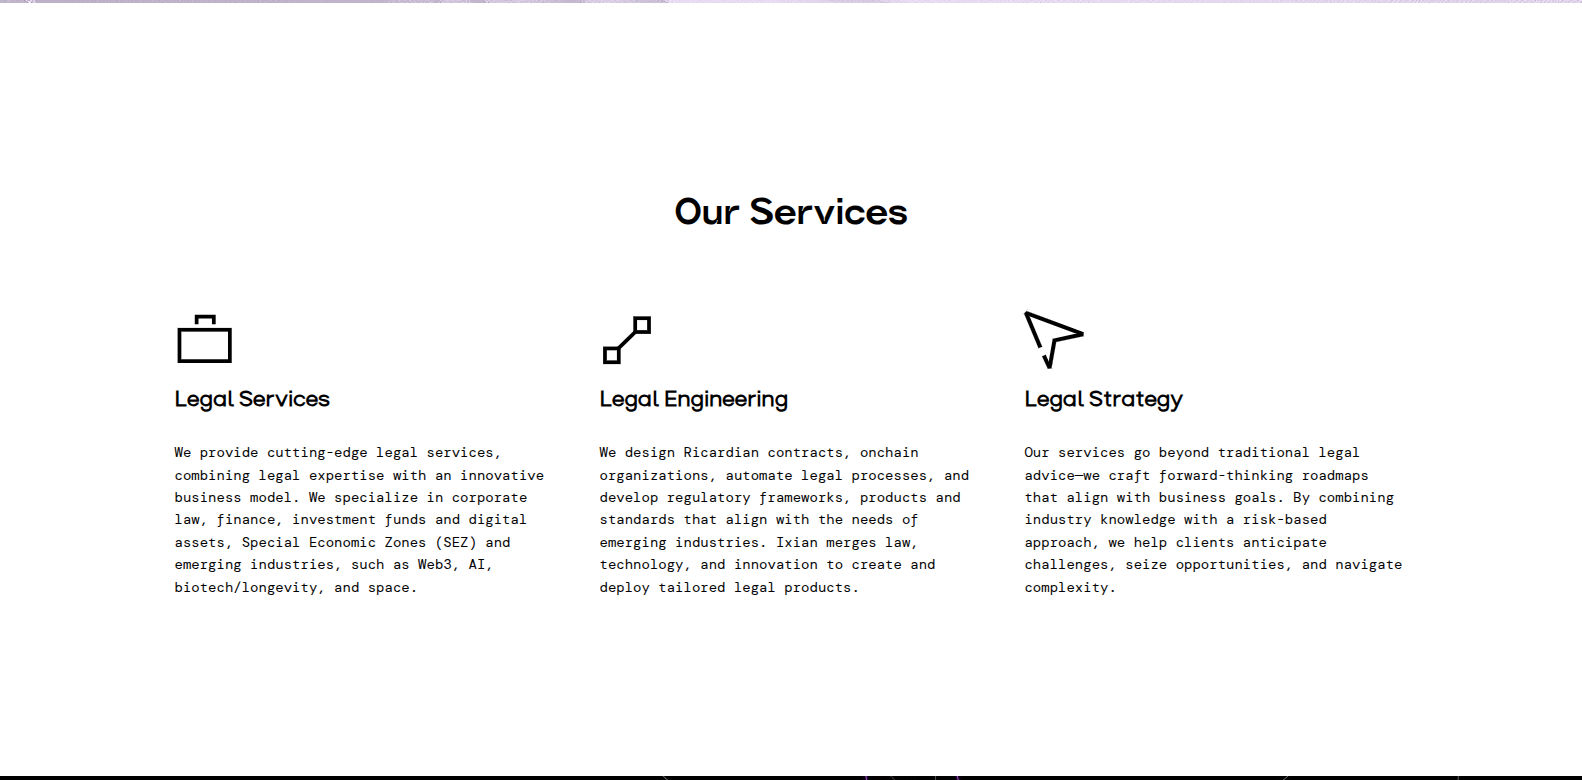 Our Services
Legal Services
We provide cutting-edge legal services,
combining legal expertise with an innovative
business model. We specialize in corporate
law, finance, investment funds and digital
assets, Special Economic Zones (SEZ) and
emerging industries, such as Web3, AI,
biotech/longevity, and space.
Legal Engineering
We design Ricardian contracts, onchain
organizations, automate legal processes, and
develop regulatory frameworks, products and
standards that align with the needs of
emerging industries. Ixian merges law,
technology, and innovation to create and
deploy tailored legal products.
Legal Strategy
Our services go beyond traditional legal
advice—we craft forward-thinking roadmaps
that align with business goals. By combining
industry knowledge with a risk-based
approach, we help clients anticipate
challenges, seize opportunities, and navigate
complexity.